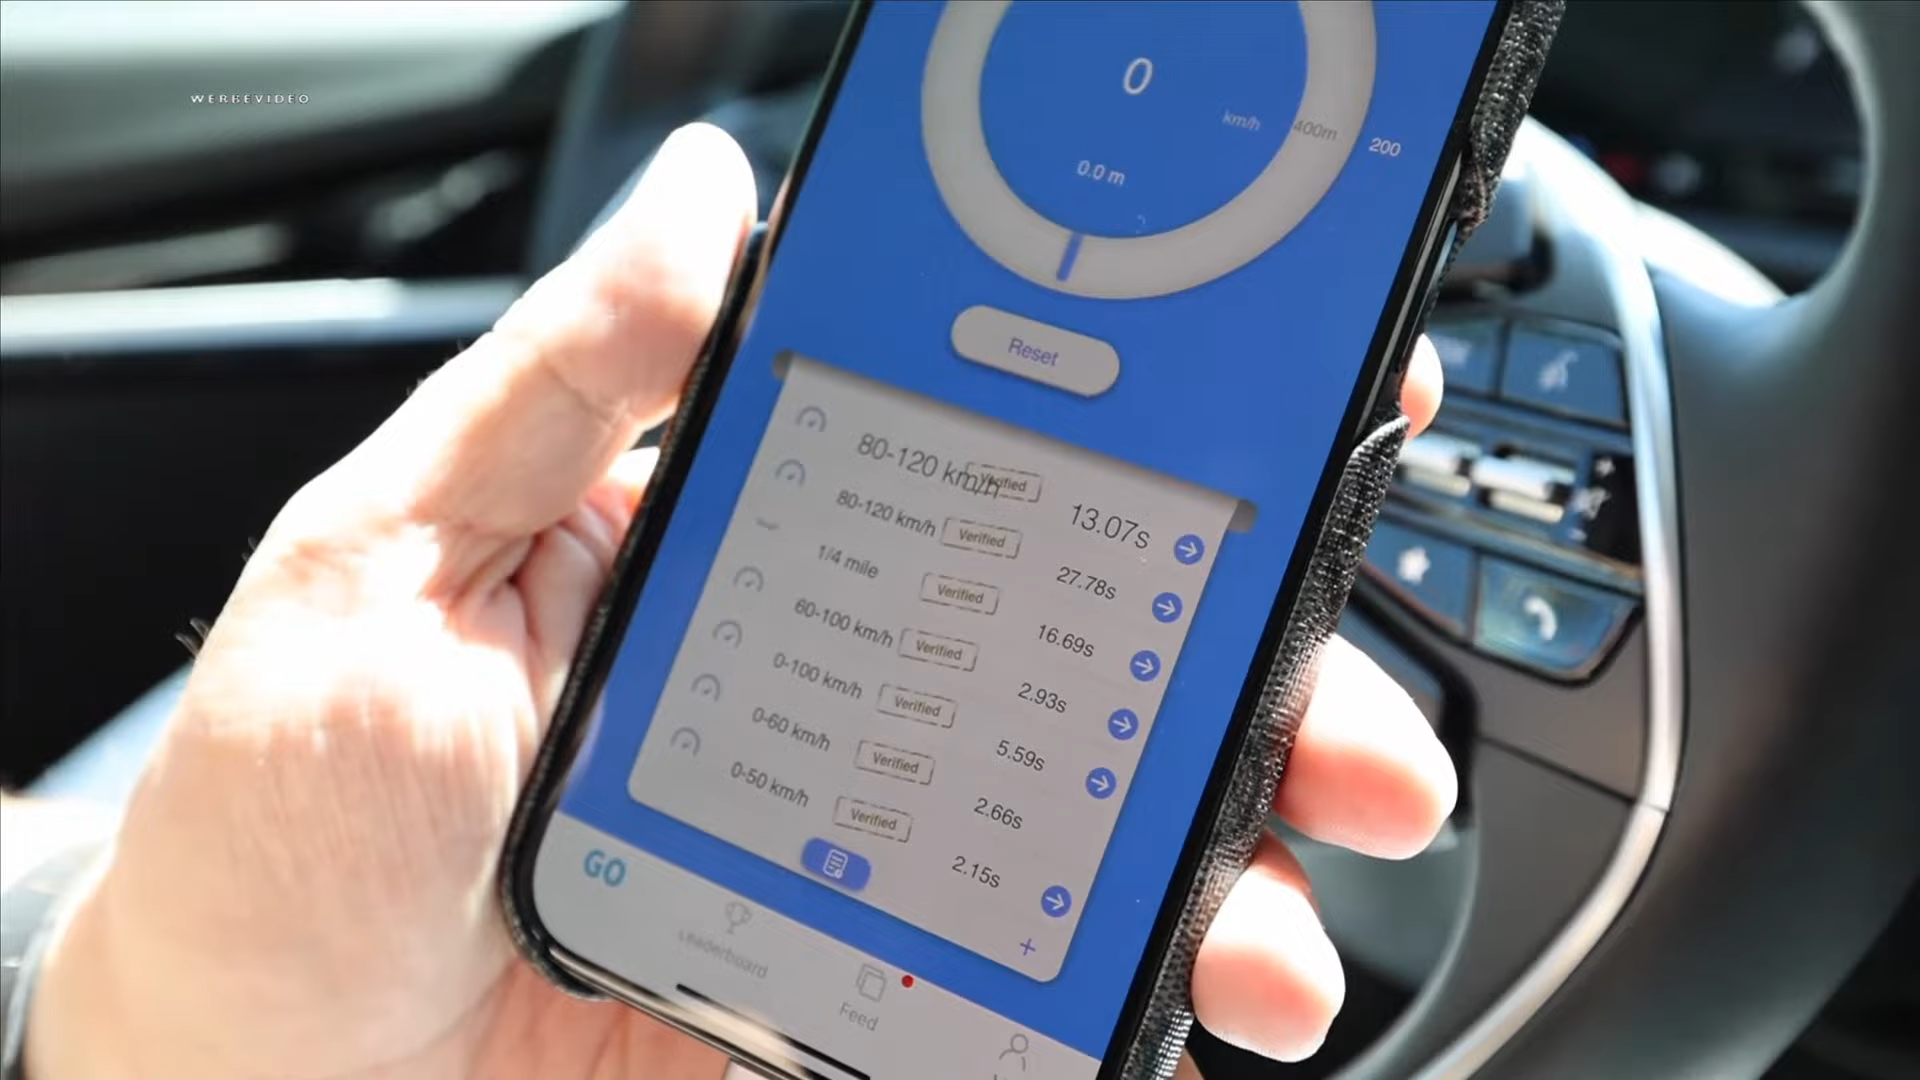 WERBEVIDEO
0
km/h
400m
200
0.0 m
Reset
80-120 km/h Verified 13.07s
80-120 km/h Verified 27.78s
1/4 mile Verified 16.69s
60-100 km/h Verified 2.93s
0-100 km/h Verified 5.59s
0-60 km/h Verified 2.66s
0-50 km/h Verified 2.15s
+
GO
Leaderboard
Feed